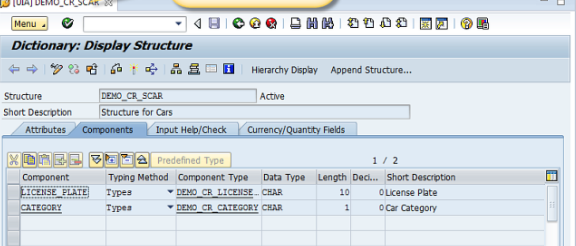 [UIA] DEMO_CR_SCAR
Menu
Dictionary: Display Structure
Hierarchy Display Append Structure...
Structure DEMO_CR_SCAR Active
Short Description Structure for Cars
Attributes Components Input Help/Check Currency/Quantity Fields
Predefined Type 1 / 2
Component Typing Method Component Type Data Type Length Deci... Short Description
LICENSE_PLATE Types DEMO_CR_LICENSE... CHAR 10 0 License Plate
CATEGORY Types DEMO_CR_CATEGORY CHAR 1 0 Car Category